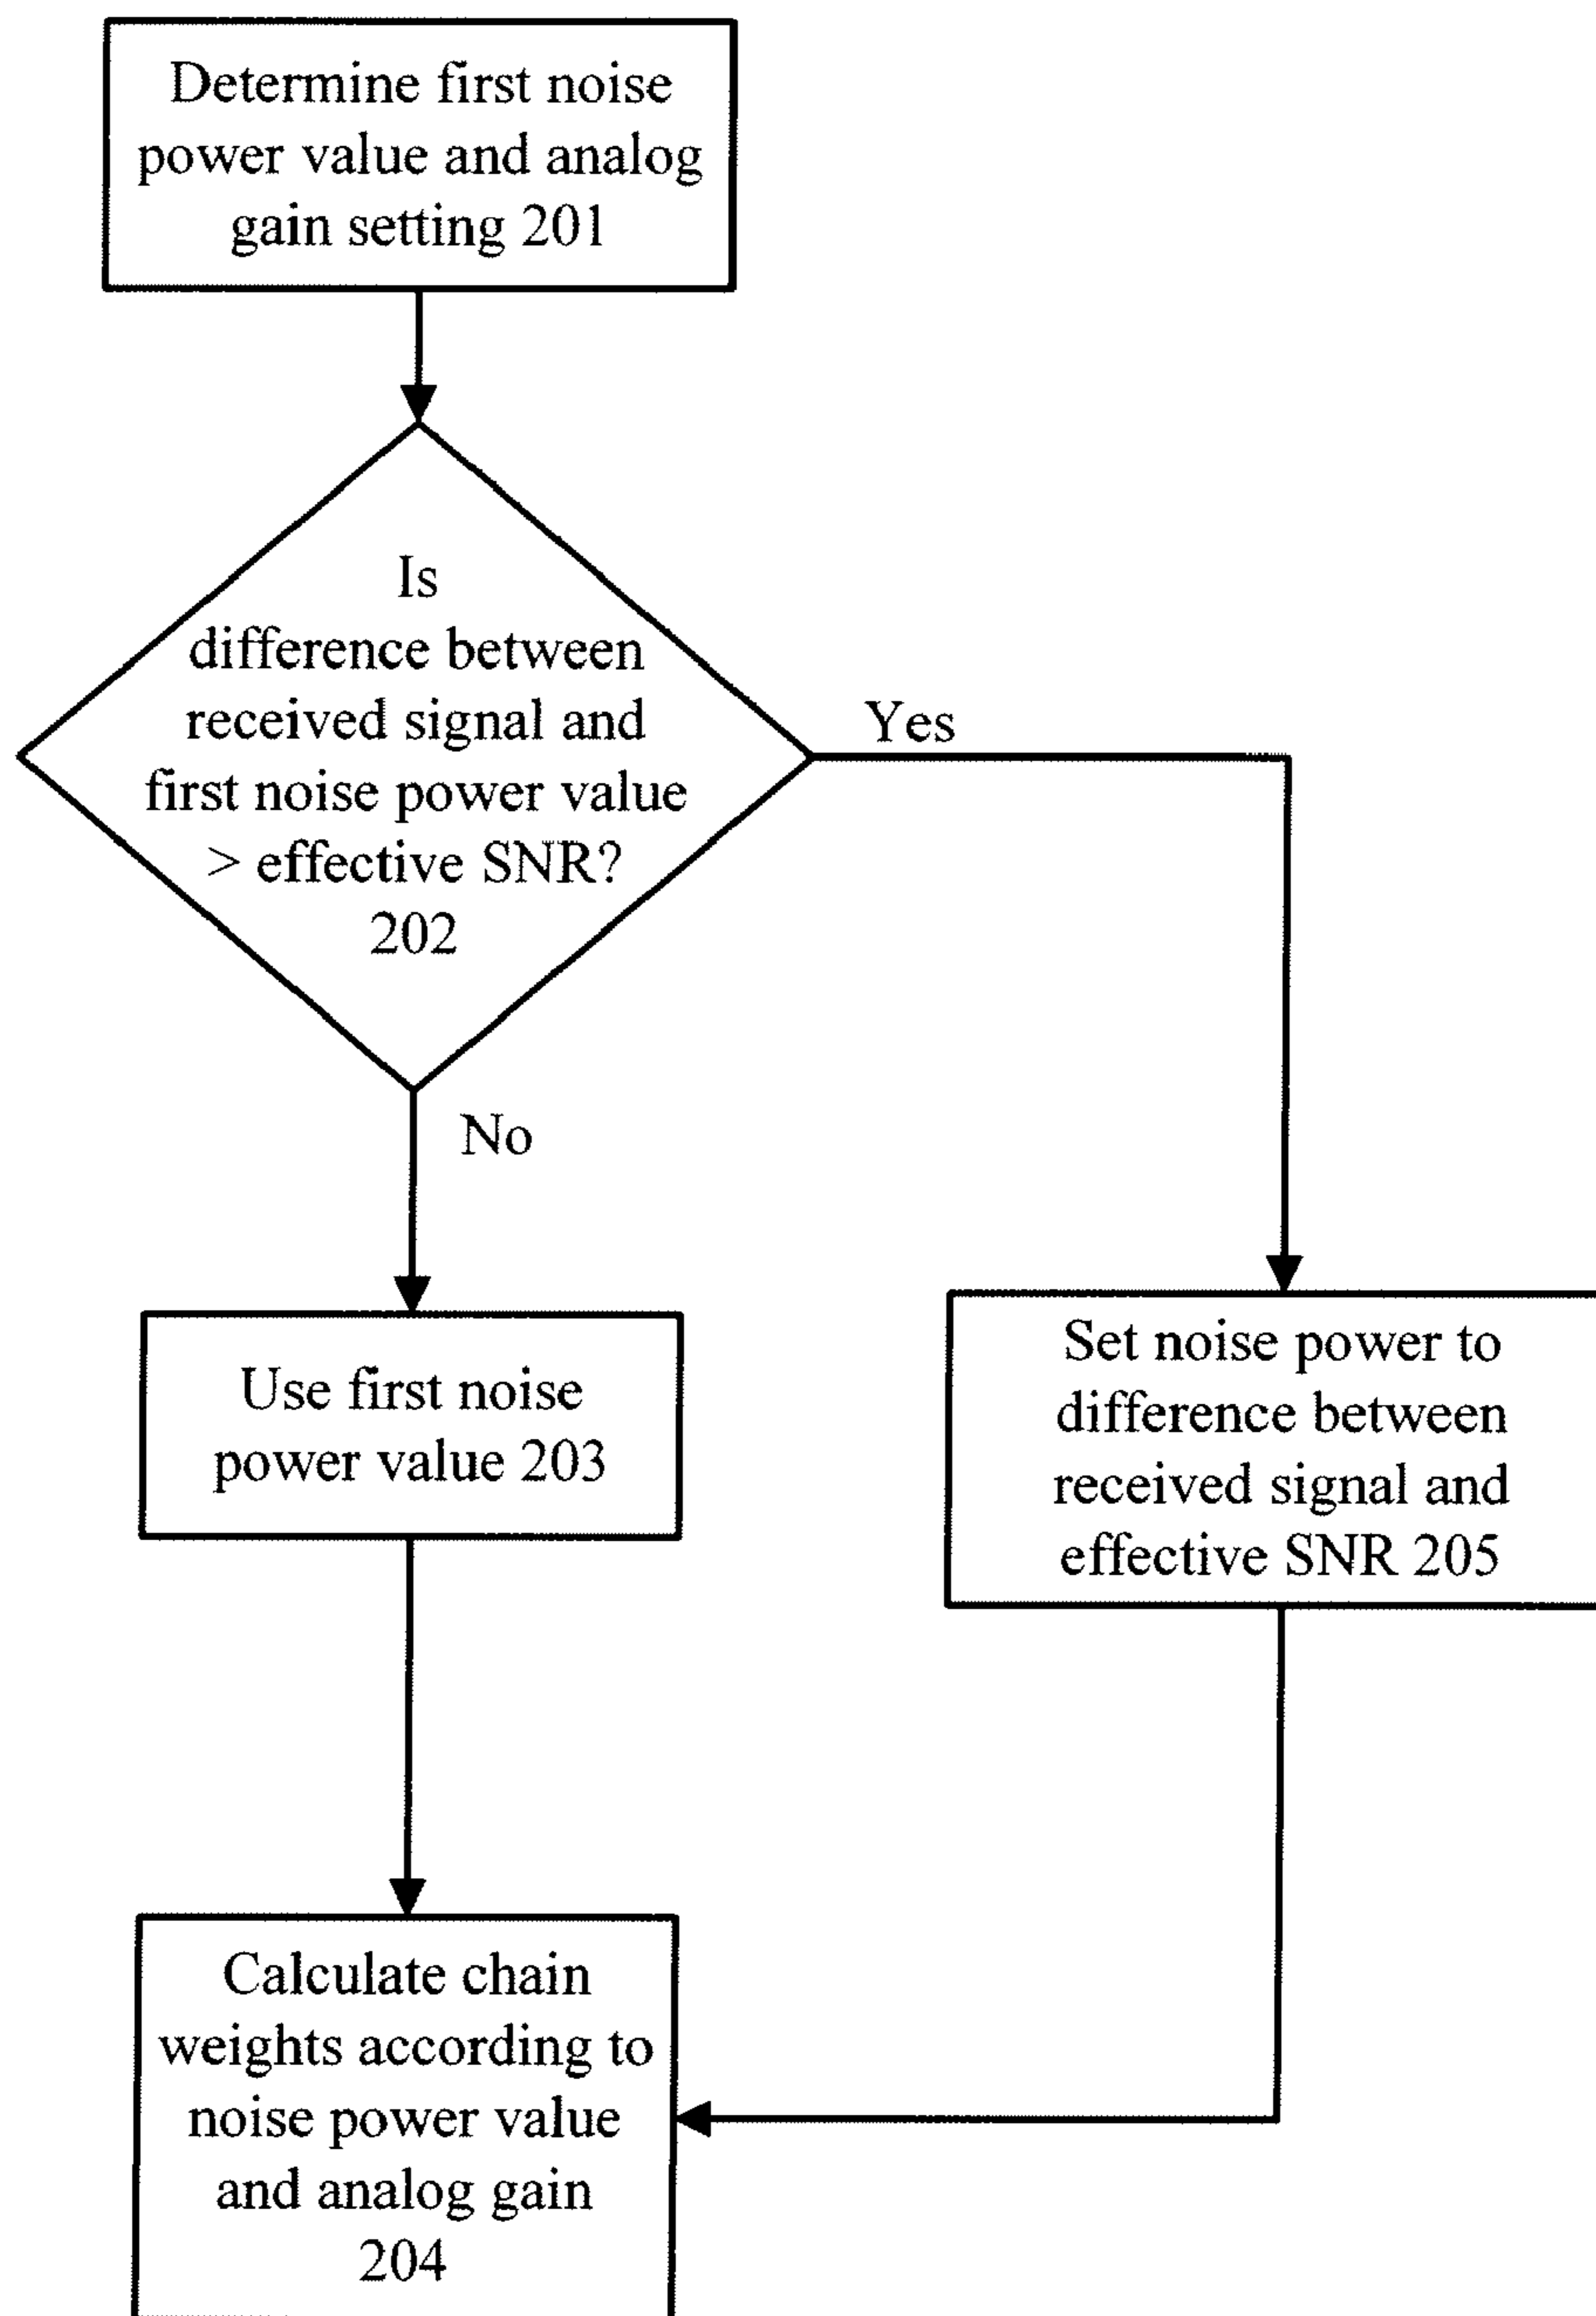 Determine first noise
power value and analog
gain setting 201
Is
difference between
received signal and
first noise power value
> effective SNR?
202
Yes
No
Use first noise
power value 203
Set noise power to
difference between
received signal and
effective SNR 205
Calculate chain
weights according to
noise power value
and analog gain
204